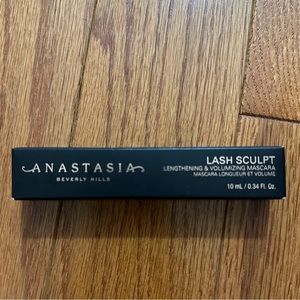 ANASTASIA
BEVERLY HILLS
LASH SCULPT
LENGTHENING & VOLUMIZING MASCARA
MASCARA LONGUEUR ET VOLUME
10 mL / 0.34 Fl. Oz.